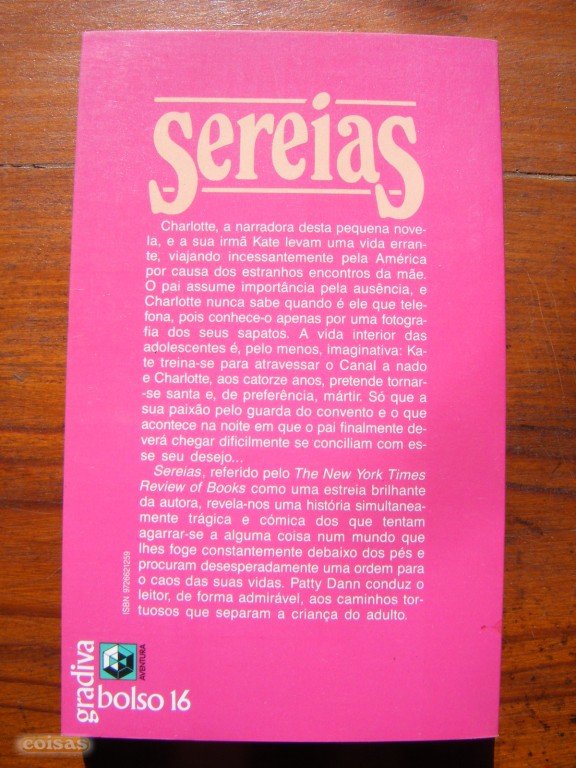 Sereias
Charlotte, a narradora desta pequena nove-
la, e a sua irmã Kate levam uma vida erran-
te, viajando incessantemente pela América
por causa dos estranhos encontros da mãe.
O pai assume importância pela ausência, e
Charlotte nunca sabe quando é ele que tele-
fona, pois conhece-o apenas por uma fotogra-
fia dos seus sapatos. A vida interior das
adolescentes é, pelo menos, imaginativa: Ka-
te treina-se para atravessar o Canal a nado
e Charlotte, aos catorze anos, pretende tornar-
-se santa e, de preferência, mártir. Só que a
sua paixão pelo guarda do convento e o que
acontece na noite em que o pai finalmente de-
verá chegar dificilmente se conciliam com es-
se seu desejo...
Sereias, referido pelo The New York Times
Review of Books como uma estreia brilhante
da autora, revela-nos uma história simultanea-
mente trágica e cómica dos que tentam
agarrar-se a alguma coisa num mundo que
lhes foge constantemente debaixo dos pés e
procuram desesperadamente uma ordem para
o caos das suas vidas. Patty Dann conduz o
leitor, de forma admirável, aos caminhos tor-
tuosos que separam a criança do adulto.
ISBN 9726621259
gradiva
AVENTURA
bolso 16
coisas